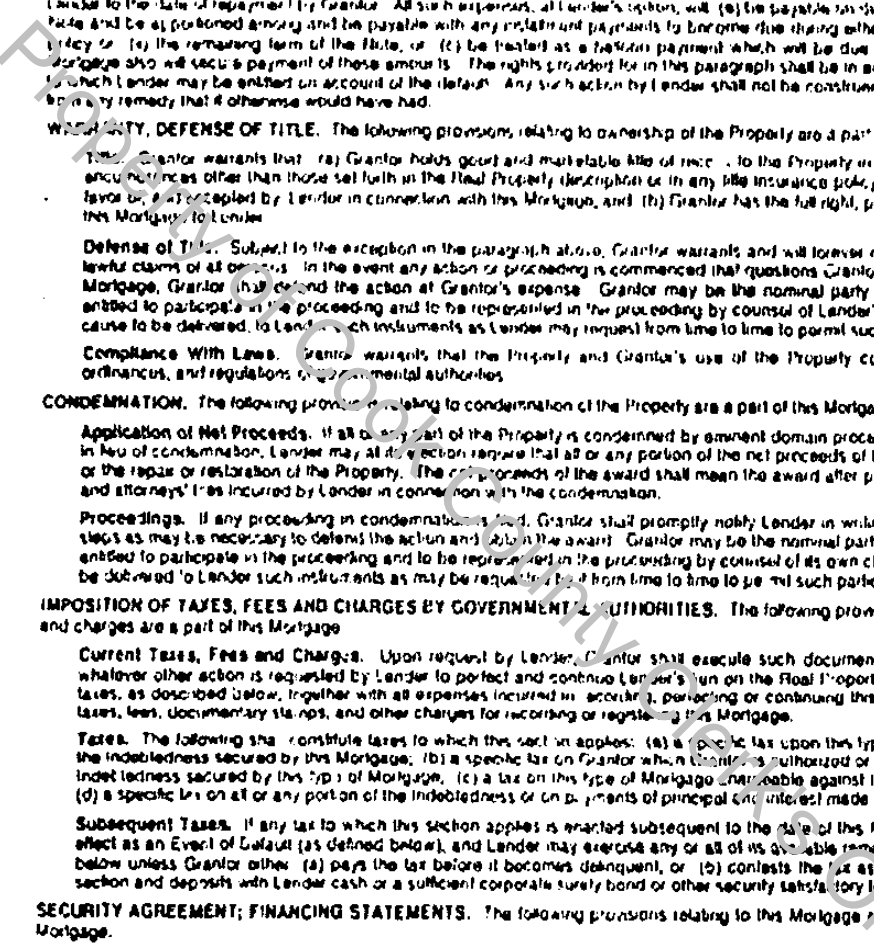 Lender to the date of repayment by Grantor. All such expenses, at Lender's option, will (a) be payable on
Note and be apportioned among and be payable with any installment payments to become due during
policy or (ii) the remaining term of the Note, or (c) be treated as a balloon payment which will be due
Mortgage also will secure payment of these amounts. The rights provided for in this paragraph shall be in
to which Lender may be entitled on account of the default. Any such action by Lender shall not be
from any remedy that it otherwise would have had.
WARRANTY, DEFENSE OF TITLE. The following provisions relating to ownership of the Property are a part
Title. Grantor warrants that: (a) Grantor holds good and marketable title of to the Property in
encumbrances other than those set forth in the Real Property description or in any title insurance
favor of, and accepted by, Lender in connection with this Mortgage, and (b) Grantor has the full right,
this Mortgage to Lender.
Defense of Title. Subject to the exception in the paragraph above, Grantor warrants and will forever
lawful claims of all persons. In the event any action or proceeding is commenced that questions
Mortgage, Grantor shall defend the action at Grantor's expense. Grantor may be the nominal party
entitled to participate in the proceeding and to be represented in the proceeding by counsel of Lender'
cause to be delivered, to Lender such instruments as Lender may request from time to time to permit
Compliance With Laws. Grantor warrants that the Property and Grantor's use of the Property
ordinances, and regulations of governmental authorities.
CONDEMNATION. The following provisions relating to condemnation of the Property are a part of this
Application of Net Proceeds. If all or any part of the Property is condemned by eminent domain
in lieu of condemnation, Lender may at its election require that all or any portion of the net proceeds of
or the repair or restoration of the Property. The net proceeds of the award shall mean the award after
and attorneys' fees incurred by Lender in connection with the condemnation.
Proceedings. If any proceeding in condemnation is filed, Grantor shall promptly notify Lender in
steps as may be necessary to defend the action and obtain the award. Grantor may be the nominal
entitled to participate in the proceeding and to be represented in the proceeding by counsel of its own
be delivered to Lender such instruments as may be requested by it from time to time to permit such
IMPOSITION OF TAXES, FEES AND CHARGES BY GOVERNMENTAL AUTHORITIES. The following
and charges are a part of this Mortgage
Current Taxes, Fees and Charges. Upon request by Lender, Grantor shall execute such
whatever other action is requested by Lender to perfect and continue Lender's lien on the Real
taxes, as described below, together with all expenses incurred in recording, perfecting or continuing this
taxes, fees, documentary stamps, and other charges for recording or registering this Mortgage.
Taxes. The following shall constitute taxes to which this section applies: (a) a specific tax upon this
the indebtedness secured by this Mortgage; (b) a specific tax on Grantor which Grantor is authorized or
Indebtedness secured by this type of Mortgage; (c) a tax on this type of Mortgage chargeable against
(d) a specific tax on all or any portion of the Indebtedness or on payments of principal and interest made
Subsequent Taxes. If any tax to which this section applies is enacted subsequent to the date of this
effect as an Event of Default (as defined below), and Lender may exercise any or all of its available
below unless Grantor either (a) pays the tax before it becomes delinquent, or (b) contests the tax as
section and deposits with Lender cash or a sufficient corporate surety bond or other security satisfactory
SECURITY AGREEMENT; FINANCING STATEMENTS. The following provisions relating to this Mortgage
Mortgage.
Property of Cook County Clerk's